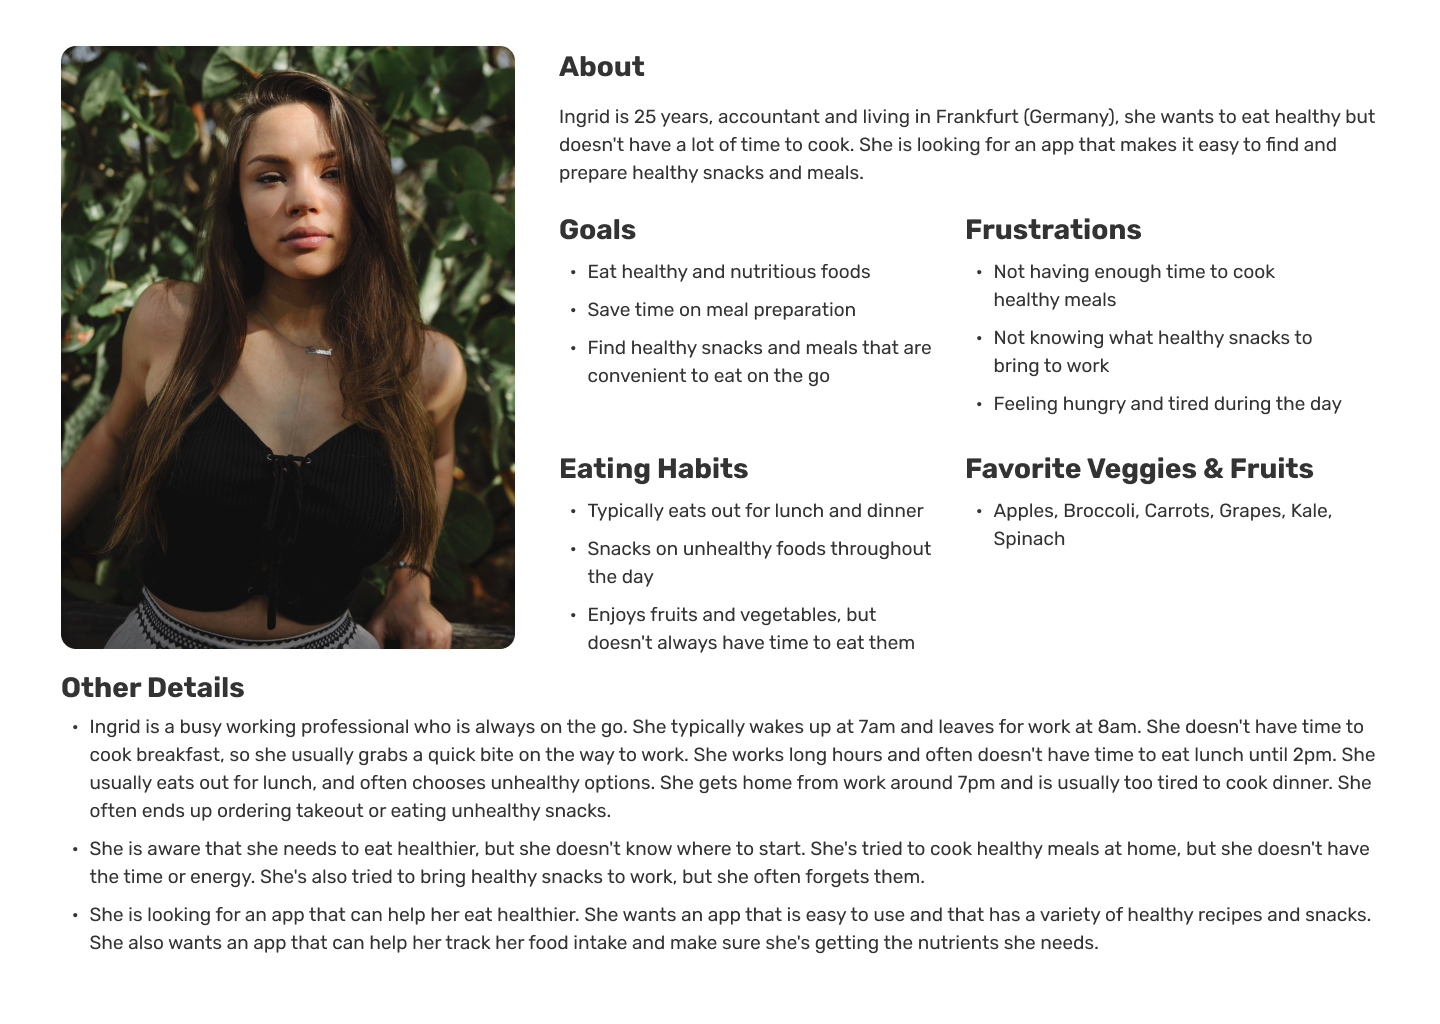 About
Ingrid is 25 years, accountant and living in Frankfurt (Germany), she wants to eat healthy but
doesn't have a lot of time to cook. She is looking for an app that makes it easy to find and
prepare healthy snacks and meals.
Goals
• Eat healthy and nutritious foods
• Save time on meal preparation
• Find healthy snacks and meals that are
convenient to eat on the go
Frustrations
• Not having enough time to cook
healthy meals
• Not knowing what healthy snacks to
bring to work
• Feeling hungry and tired during the day
Eating Habits
• Typically eats out for lunch and dinner
• Snacks on unhealthy foods throughout
the day
• Enjoys fruits and vegetables, but
doesn't always have time to eat them
Favorite Veggies & Fruits
• Apples, Broccoli, Carrots, Grapes, Kale,
Spinach
Other Details
• Ingrid is a busy working professional who is always on the go. She typically wakes up at 7am and leaves for work at 8am. She doesn't have time to
cook breakfast, so she usually grabs a quick bite on the way to work. She works long hours and often doesn't have time to eat lunch until 2pm. She
usually eats out for lunch, and often chooses unhealthy options. She gets home from work around 7pm and is usually too tired to cook dinner. She
often ends up ordering takeout or eating unhealthy snacks.
• She is aware that she needs to eat healthier, but she doesn't know where to start. She's tried to cook healthy meals at home, but she doesn't have
the time or energy. She's also tried to bring healthy snacks to work, but she often forgets them.
• She is looking for an app that can help her eat healthier. She wants an app that is easy to use and that has a variety of healthy recipes and snacks.
She also wants an app that can help her track her food intake and make sure she's getting the nutrients she needs.